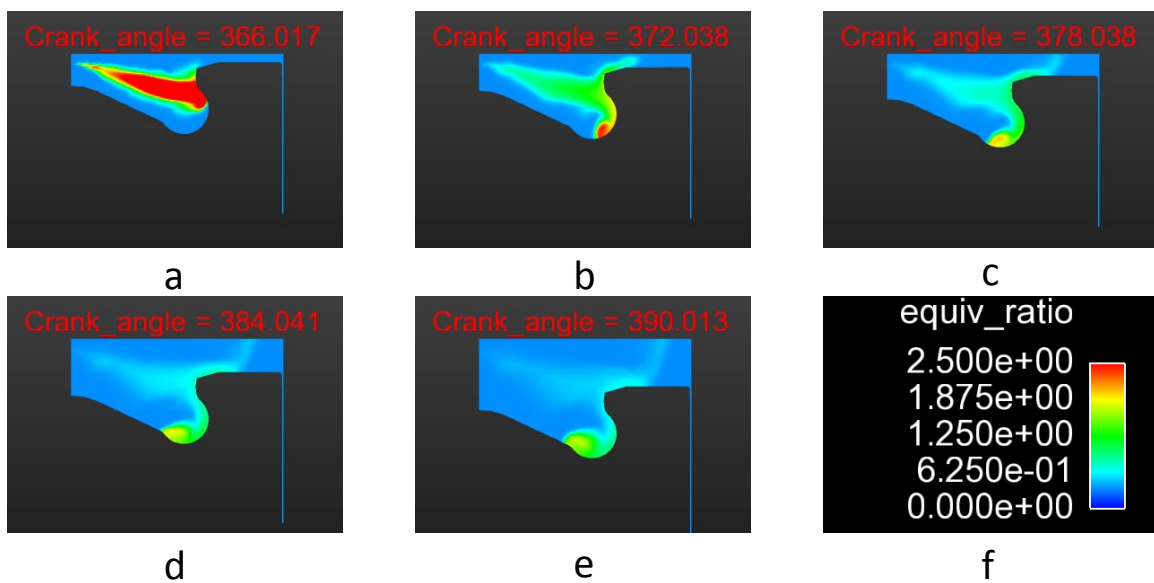 Crank_angle = 366.017
Crank_angle = 372.038
Crank_angle = 378.038
a
b
c
Crank_angle = 384.041
Crank_angle = 390.013
equiv_ratio
2.500e+00
1.875e+00
1.250e+00
6.250e-01
0.000e+00
d
e
f